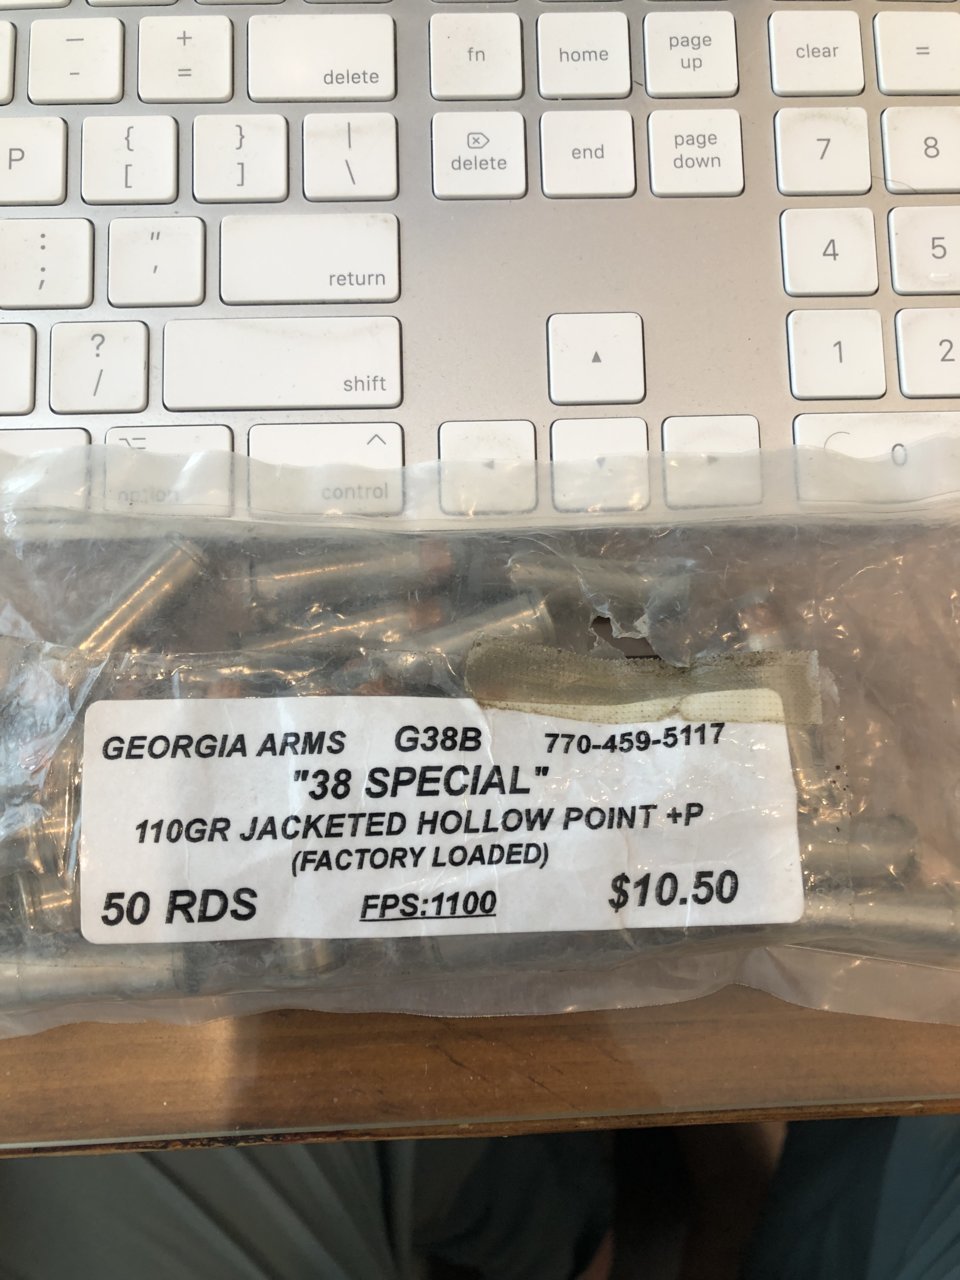 — + delete fn home page up clear =
- =
P { } | delete end page down 7 8
[ ] \
: " return 4 5
; '
? shift 1 2
/
option control 0
GEORGIA ARMS G38B 770-459-5117
"38 SPECIAL"
110GR JACKETED HOLLOW POINT +P
(FACTORY LOADED)
50 RDS FPS:1100 $10.50